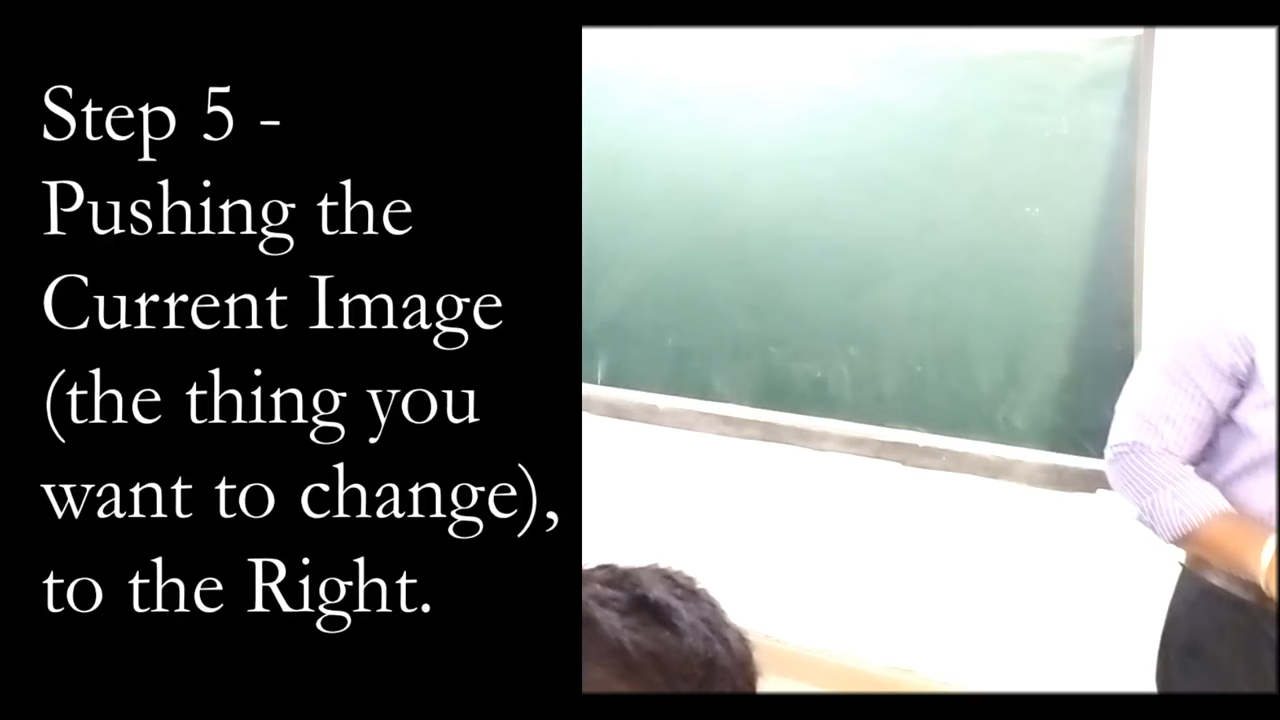 Step 5 -
Pushing the
Current Image
(the thing you
want to change),
to the Right.